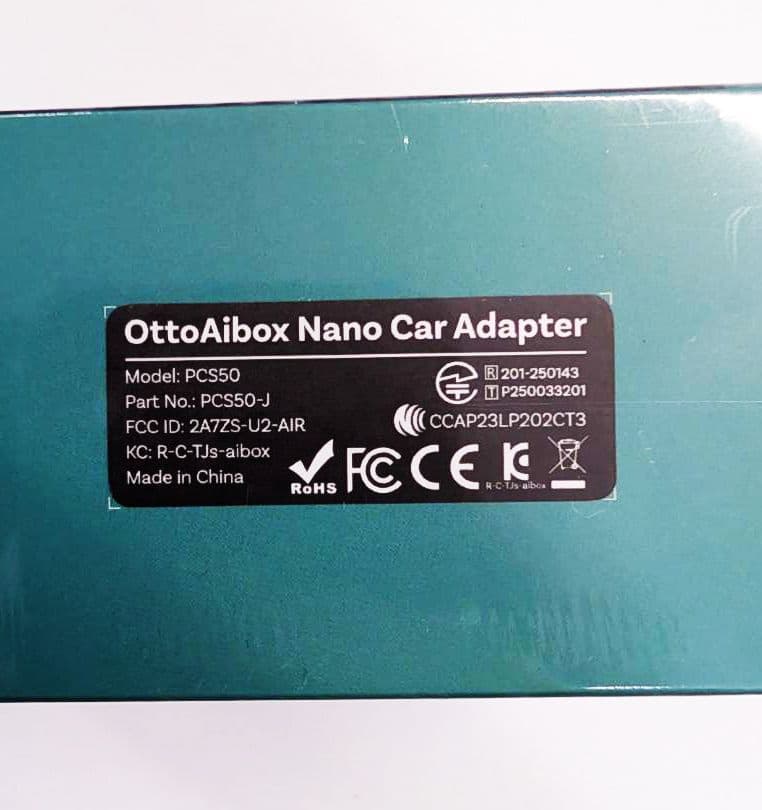 OttoAibox Nano Car Adapter
Model: PCS50
Part No.: PCS50-J
FCC ID: 2A7ZS-U2-AIR
KC: R-C-TJs-aibox
Made in China
R 201-250143
T P250033201
CCAP23LP202CT3
RoHS FC CE KC
R-C-TJs-aibox